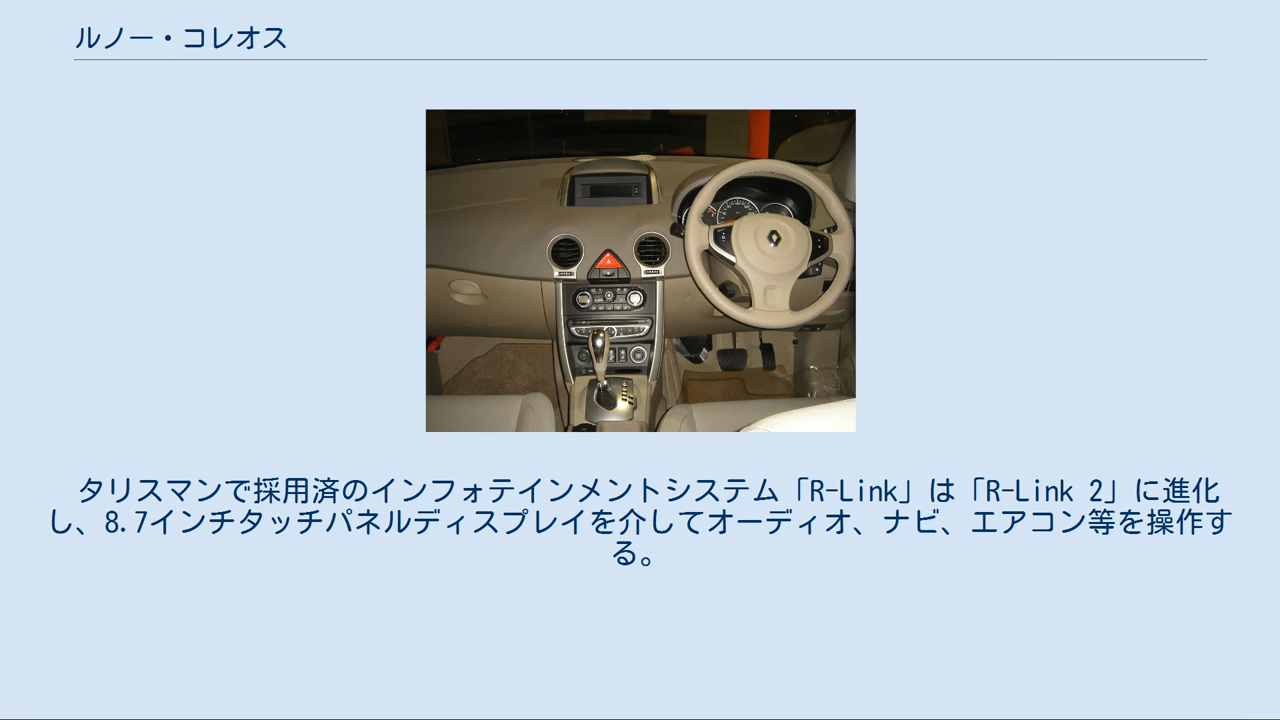 ルノー・コレオス
タリスマンで採用済のインフォテインメントシステム「R-Link」は「R-Link 2」に進化
し、8.7インチタッチパネルディスプレイを介してオーディオ、ナビ、エアコン等を操作す
る。